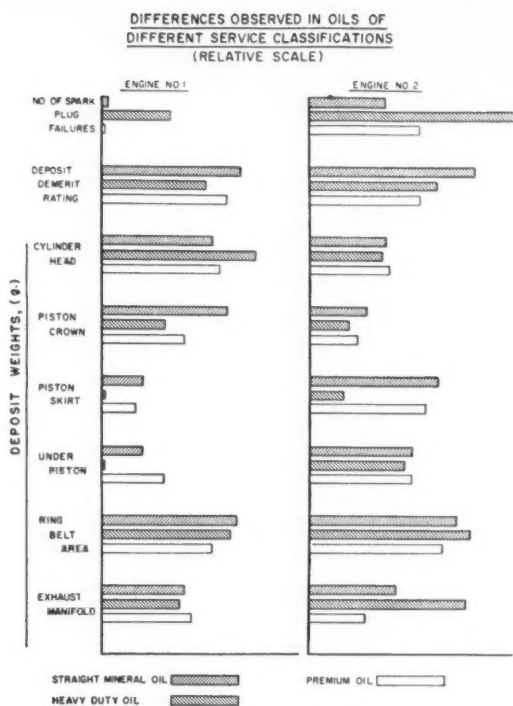 DIFFERENCES OBSERVED IN OILS OF
DIFFERENT SERVICE CLASSIFICATIONS
(RELATIVE SCALE)
ENGINE NO. 1
ENGINE NO. 2
NO. OF SPARK
PLUG
FAILURES
DEPOSIT
DEMERIT
RATING
DEPOSIT WEIGHTS, (g.)
CYLINDER
HEAD
PISTON
CROWN
PISTON
SKIRT
UNDER
PISTON
RING
BELT
AREA
EXHAUST
MANIFOLD
STRAIGHT MINERAL OIL
PREMIUM OIL
HEAVY DUTY OIL